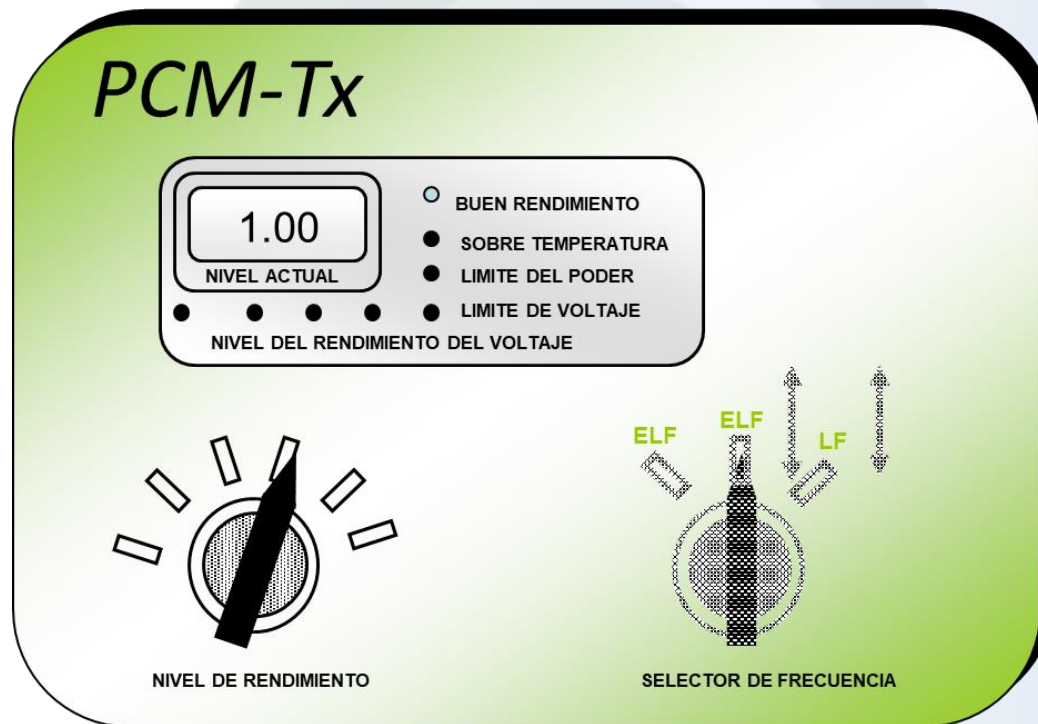 PCM-Tx
1.00
NIVEL ACTUAL
BUEN RENDIMIENTO
SOBRE TEMPERATURA
LIMITE DEL PODER
LIMITE DE VOLTAJE
NIVEL DEL RENDIMIENTO DEL VOLTAJE
ELF
ELF
LF
NIVEL DE RENDIMIENTO
SELECTOR DE FRECUENCIA